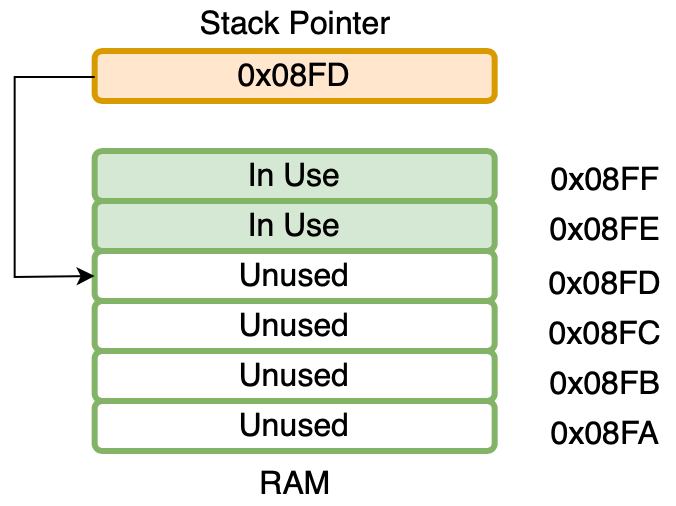 Stack Pointer
0x08FD
In Use 0x08FF
In Use 0x08FE
Unused 0x08FD
Unused 0x08FC
Unused 0x08FB
Unused 0x08FA
RAM